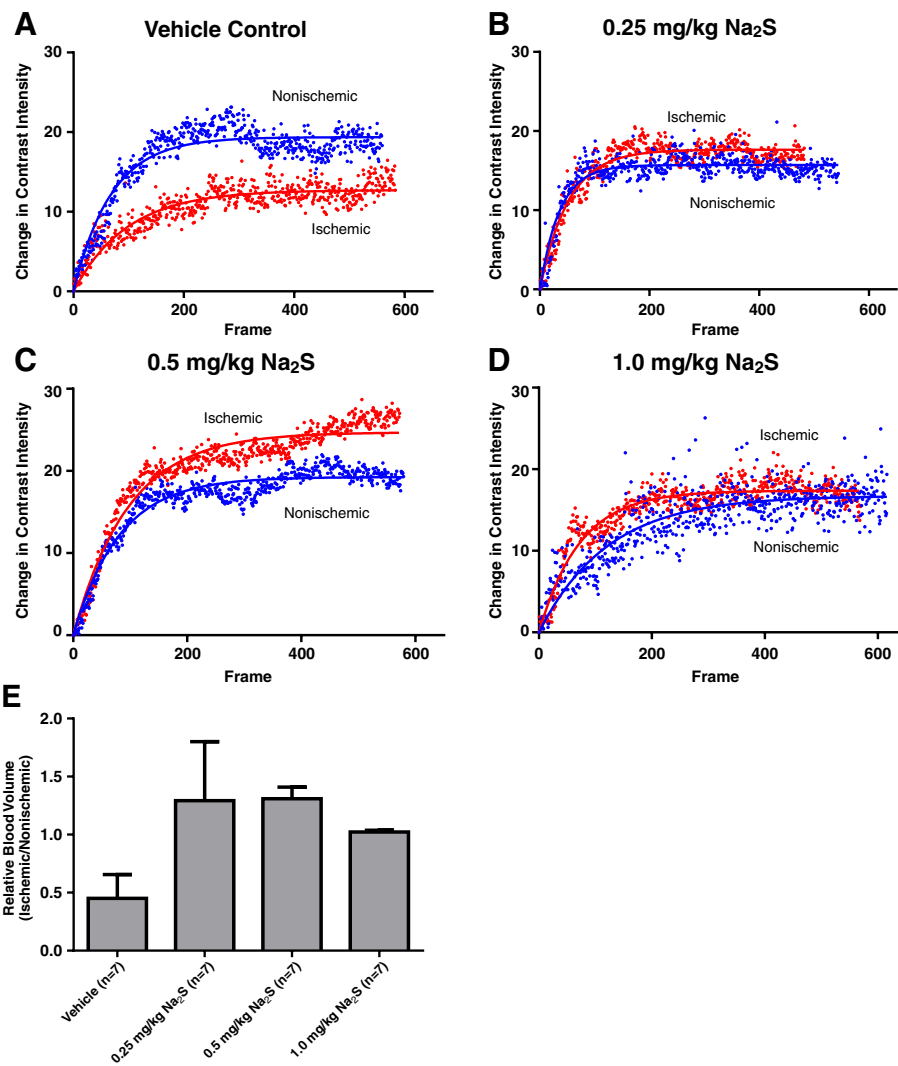 A
Vehicle Control
Change in Contrast Intensity
30
20
10
0
Nonischemic
Ischemic
0
200
400
600
Frame
B
0.25 mg/kg Na₂S
Change in Contrast Intensity
30
20
10
0
Ischemic
Nonischemic
0
200
400
600
Frame
C
0.5 mg/kg Na₂S
Change in Contrast Intensity
30
20
10
0
Ischemic
Nonischemic
0
200
400
600
Frame
D
1.0 mg/kg Na₂S
Change in Contrast Intensity
30
20
10
0
Ischemic
Nonischemic
0
200
400
600
Frame
E
Relative Blood Volume
(Ischemic/Nonischemic)
2.0
1.5
1.0
0.5
0.0
Vehicle (n=7)
0.25 mg/kg Na₂S (n=7)
0.5 mg/kg Na₂S (n=7)
1.0 mg/kg Na₂S (n=7)